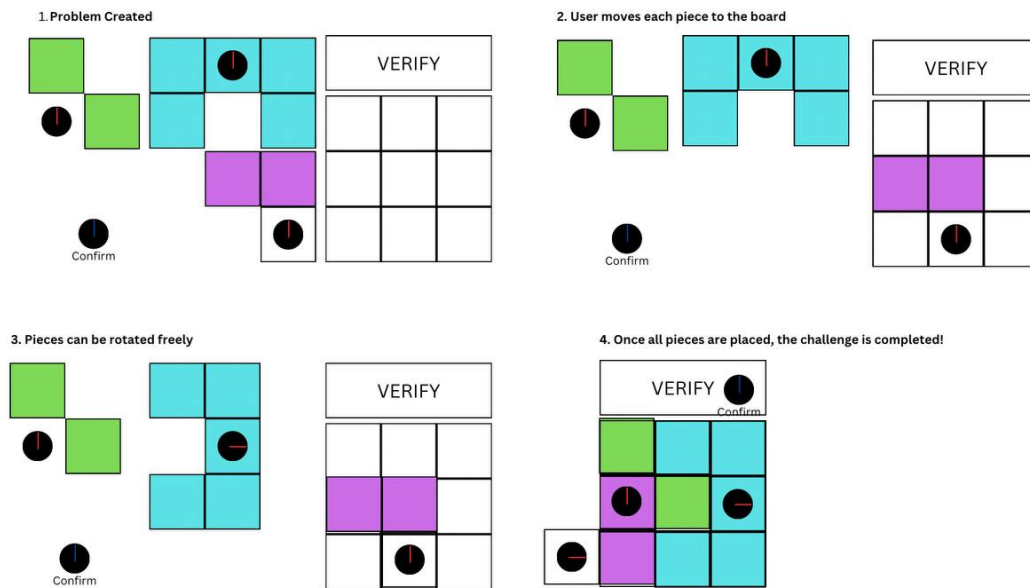 1. Problem Created
VERIFY
Confirm
2. User moves each piece to the board
VERIFY
Confirm
3. Pieces can be rotated freely
VERIFY
Confirm
4. Once all pieces are placed, the challenge is completed!
VERIFY
Confirm